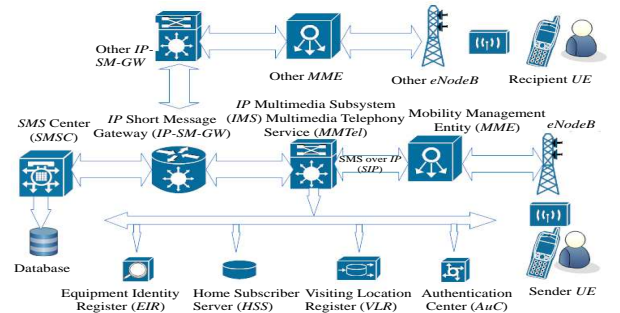 Other IP-
SM-GW
Other MME
Other eNodeB
Recipient UE
SMS Center
(SMSC)
IP Short Message
Gateway (IP-SM-GW)
IP Multimedia Subsystem
(IMS) Multimedia Telephony
Service (MMTel)
Mobility Management
Entity (MME)
eNodeB
SMS over IP
(SIP)
Database
Equipment Identity
Register (EIR)
Home Subscriber
Server (HSS)
Visiting Location
Register (VLR)
Authentication
Center (AuC)
Sender UE